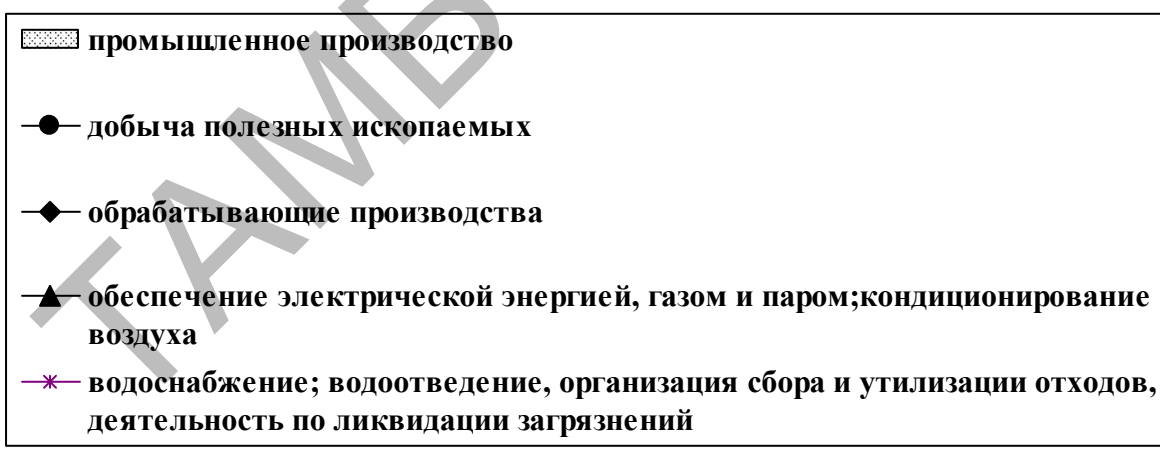 промышленное производство
добыча полезных ископаемых
обрабатывающие производства
обеспечение электрической энергией, газом и паром;кондиционирование
воздуха
водоснабжение; водоотведение, организация сбора и утилизации отходов,
деятельность по ликвидации загрязнений
ТАМБ